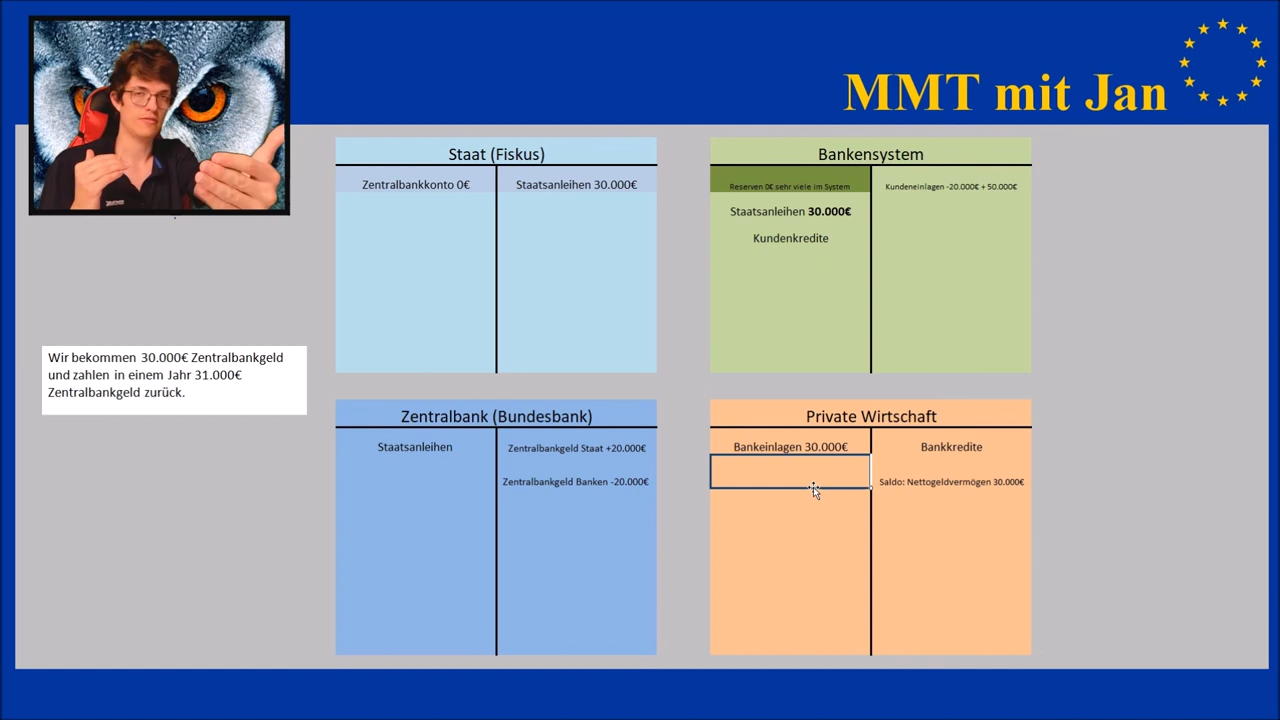 MMT mit Jan
Staat (Fiskus)
Zentralbankkonto 0€
Staatsanleihen 30.000€
Bankensystem
Reserven 0€ sehr viele im System
Kundeneinlagen -20.000€ + 50.000€
Staatsanleihen 30.000€
Kundenkredite
Wir bekommen 30.000€ Zentralbankgeld
und zahlen in einem Jahr 31.000€
Zentralbankgeld zurück.
Zentralbank (Bundesbank)
Staatsanleihen
Zentralbankgeld Staat +20.000€
Zentralbankgeld Banken -20.000€
Private Wirtschaft
Bankeinlagen 30.000€
Bankkredite
Saldo: Nettogeldvermögen 30.000€